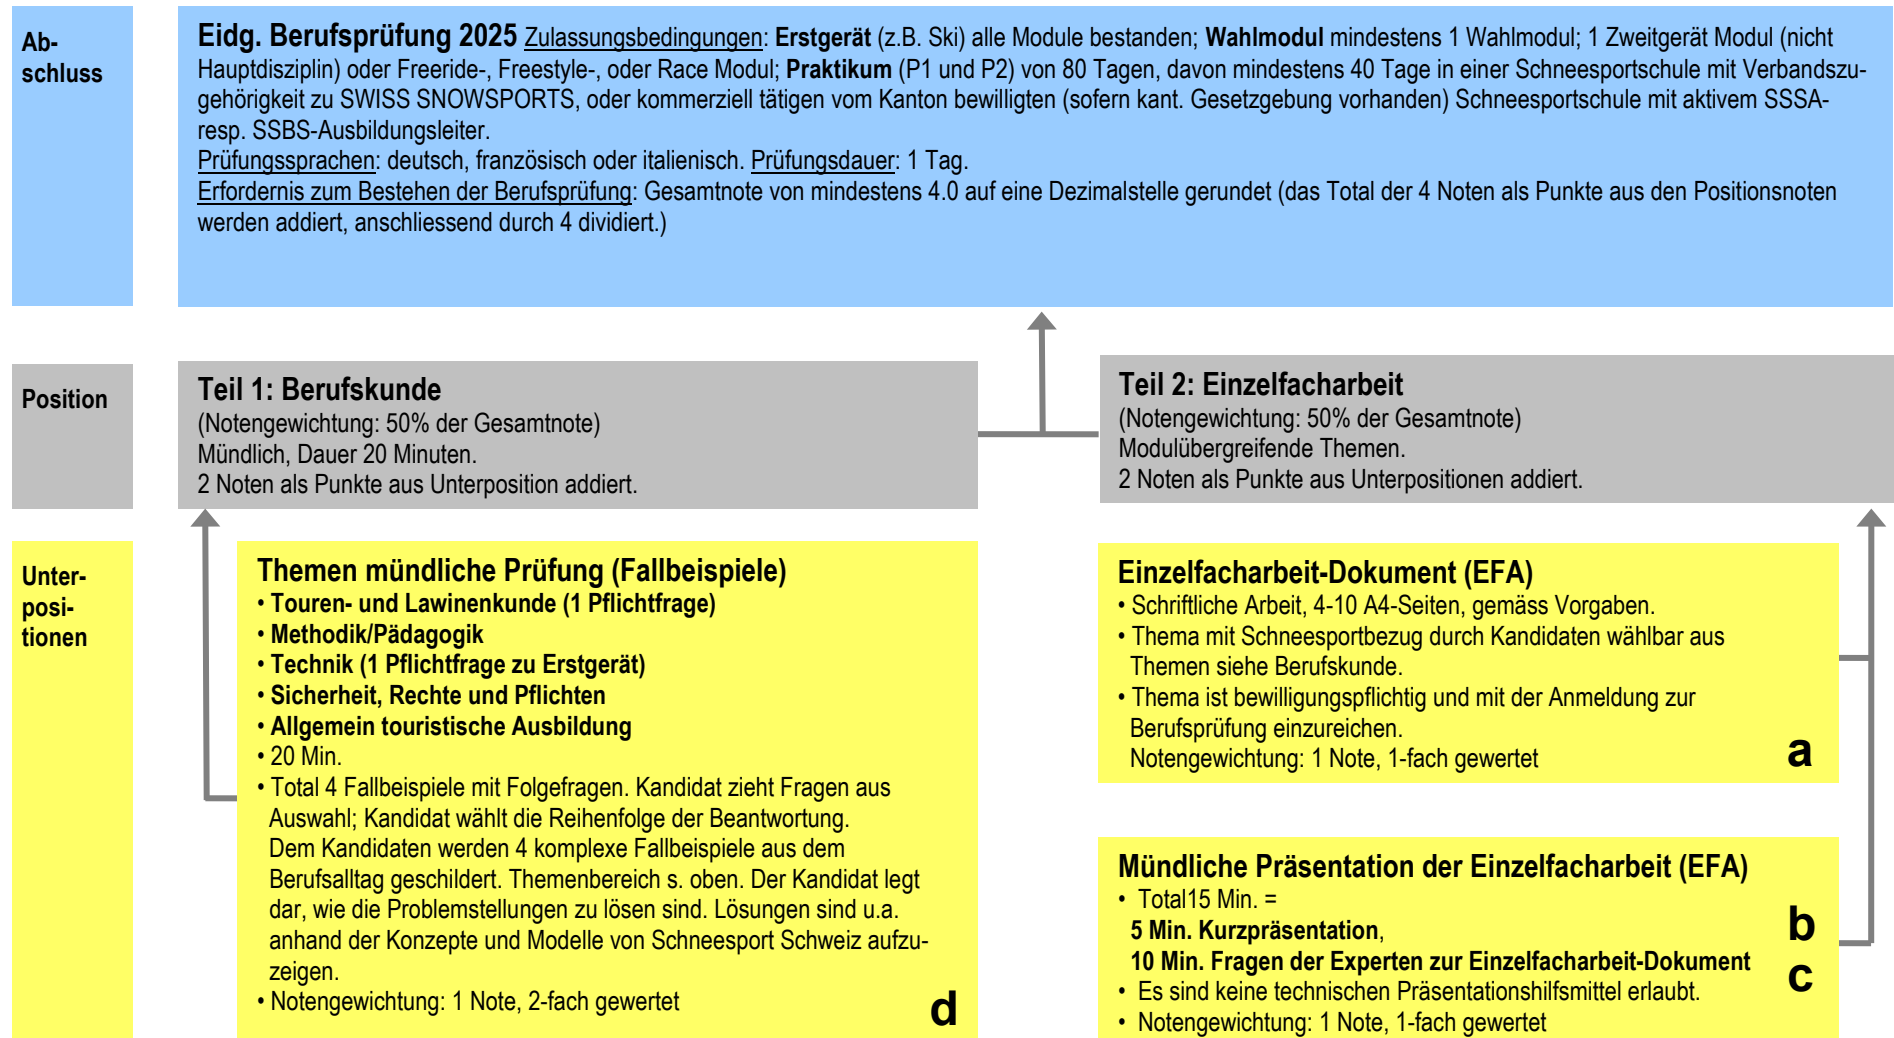 Ab-
schluss
Eidg. Berufsprüfung 2025 Zulassungsbedingungen: Erstgerät (z.B. Ski) alle Module bestanden; Wahlmodul mindestens 1 Wahlmodul; 1 Zweitgerät Modul (nicht
Hauptdisziplin) oder Freeride-, Freestyle-, oder Race Modul; Praktikum (P1 und P2) von 80 Tagen, davon mindestens 40 Tage in einer Schneesportschule mit Verbandszu-
gehörigkeit zu SWISS SNOWSPORTS, oder kommerziell tätigen vom Kanton bewilligten (sofern kant. Gesetzgebung vorhanden) Schneesportschule mit aktivem SSSA-
resp. SSBS-Ausbildungsleiter.
Prüfungssprachen: deutsch, französisch oder italienisch. Prüfungsdauer: 1 Tag.
Erfordernis zum Bestehen der Berufsprüfung: Gesamtnote von mindestens 4.0 auf eine Dezimalstelle gerundet (das Total der 4 Noten als Punkte aus den Positionsnoten
werden addiert, anschliessend durch 4 dividiert.)
Position
Teil 1: Berufskunde
(Notengewichtung: 50% der Gesamtnote)
Mündlich, Dauer 20 Minuten.
2 Noten als Punkte aus Unterposition addiert.
Teil 2: Einzelfacharbeit
(Notengewichtung: 50% der Gesamtnote)
Modulübergreifende Themen.
2 Noten als Punkte aus Unterpositionen addiert.
Unter-
posi-
tionen
Themen mündliche Prüfung (Fallbeispiele)
• Touren- und Lawinenkunde (1 Pflichtfrage)
• Methodik/Pädagogik
• Technik (1 Pflichtfrage zu Erstgerät)
• Sicherheit, Rechte und Pflichten
• Allgemein touristische Ausbildung
• 20 Min.
• Total 4 Fallbeispiele mit Folgefragen. Kandidat zieht Fragen aus
Auswahl; Kandidat wählt die Reihenfolge der Beantwortung.
Dem Kandidaten werden 4 komplexe Fallbeispiele aus dem
Berufsalltag geschildert. Themenbereich s. oben. Der Kandidat legt
dar, wie die Problemstellungen zu lösen sind. Lösungen sind u.a.
anhand der Konzepte und Modelle von Schneesport Schweiz aufzu-
zeigen.
• Notengewichtung: 1 Note, 2-fach gewertet
d
Einzelfacharbeit-Dokument (EFA)
• Schriftliche Arbeit, 4-10 A4-Seiten, gemäss Vorgaben.
• Thema mit Schneesportbezug durch Kandidaten wählbar aus
Themen siehe Berufskunde.
• Thema ist bewilligungspflichtig und mit der Anmeldung zur
Berufsprüfung einzureichen.
Notengewichtung: 1 Note, 1-fach gewertet
a
Mündliche Präsentation der Einzelfacharbeit (EFA)
• Total15 Min. =
5 Min. Kurzpräsentation,
b
10 Min. Fragen der Experten zur Einzelfacharbeit-Dokument
c
• Es sind keine technischen Präsentationshilfsmittel erlaubt.
• Notengewichtung: 1 Note, 1-fach gewertet